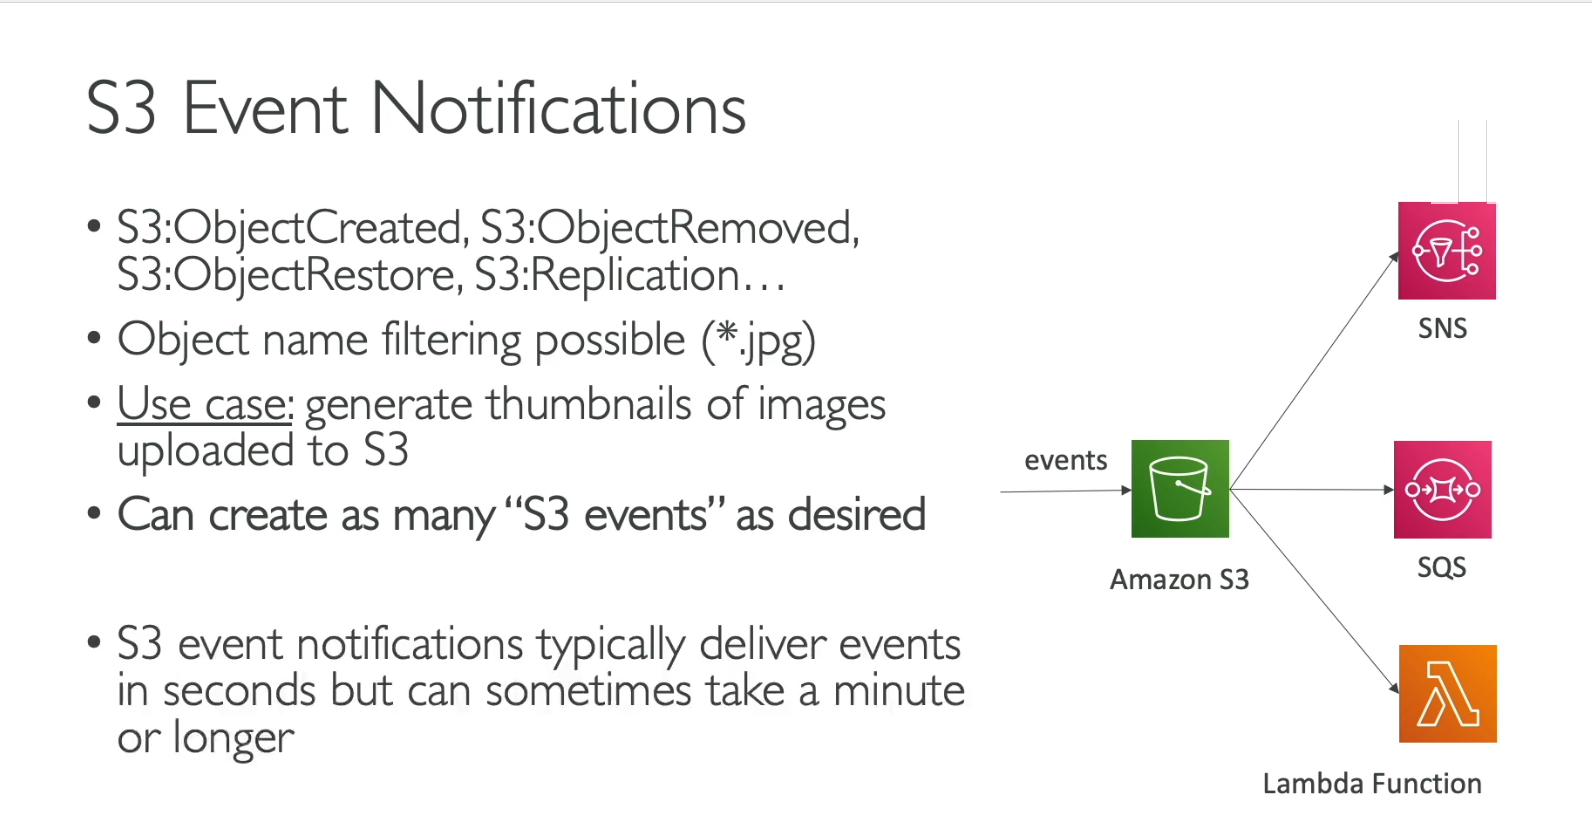 S3 Event Notifications
• S3:ObjectCreated, S3:ObjectRemoved,
S3:ObjectRestore, S3:Replication…
• Object name filtering possible (*.jpg)
• Use case: generate thumbnails of images
uploaded to S3
• Can create as many “S3 events” as desired
• S3 event notifications typically deliver events
in seconds but can sometimes take a minute
or longer
events
Amazon S3
SNS
SQS
Lambda Function